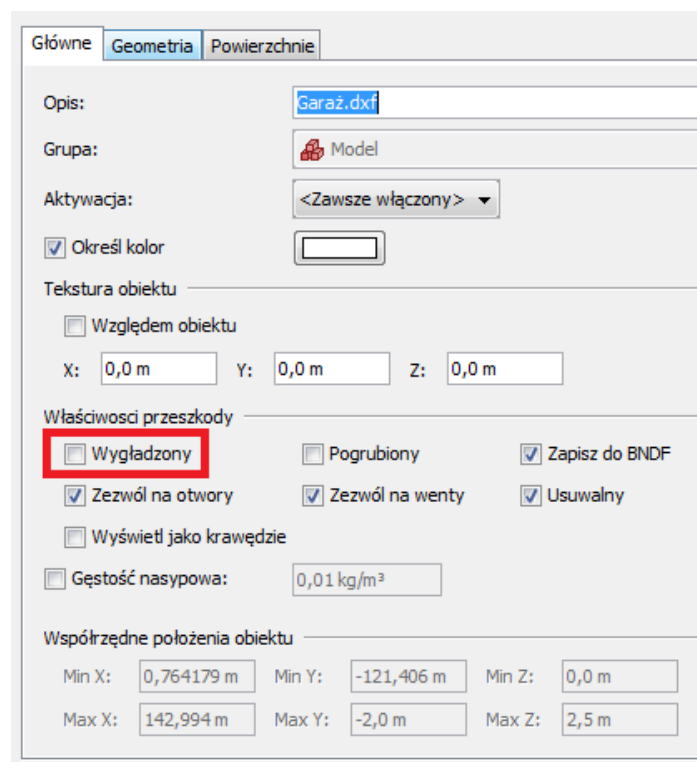 Główne Geometria Powierzchnie
Opis: Garaż.dxf
Grupa: Model
Aktywacja: <Zawsze włączony>
Określ kolor
Tekstura obiektu
Względem obiektu
X: 0,0 m Y: 0,0 m Z: 0,0 m
Właściwosci przeszkody
Wygładzony Pogrubiony Zapisz do BNDF
Zezwól na otwory Zezwól na wenty Usuwalny
Wyświetl jako krawędzie
Gęstość nasypowa: 0,01 kg/m³
Współrzędne położenia obiektu
Min X: 0,764179 m Min Y: -121,406 m Min Z: 0,0 m
Max X: 142,994 m Max Y: -2,0 m Max Z: 2,5 m